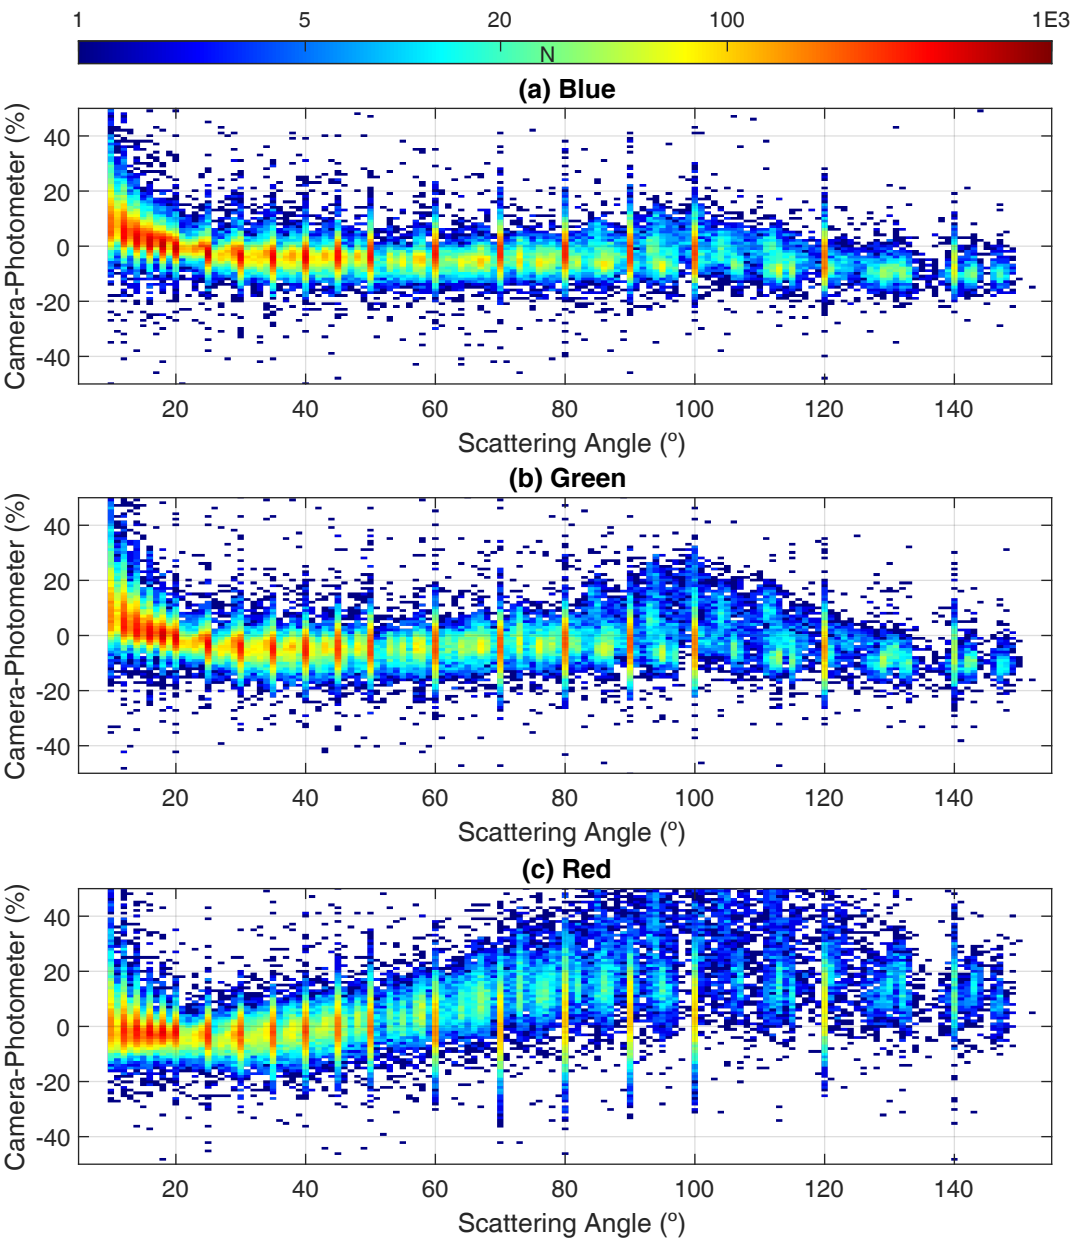 1 5 20 100 1E3
N
(a) Blue
Camera-Photometer (%)
40
20
0
-20
-40
20 40 60 80 100 120 140
Scattering Angle (º)
(b) Green
Camera-Photometer (%)
40
20
0
-20
-40
20 40 60 80 100 120 140
Scattering Angle (º)
(c) Red
Camera-Photometer (%)
40
20
0
-20
-40
20 40 60 80 100 120 140
Scattering Angle (º)